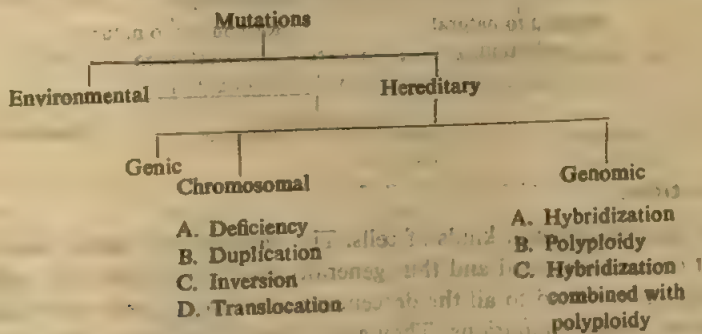 Mutations
Environmental Hereditary
Genic
Chromosomal
Genomic
A. Deficiency
B. Duplication
C. Inversion
D. Translocation
A. Hybridization
B. Polyploidy
C. Hybridization
combined with
polyploidy